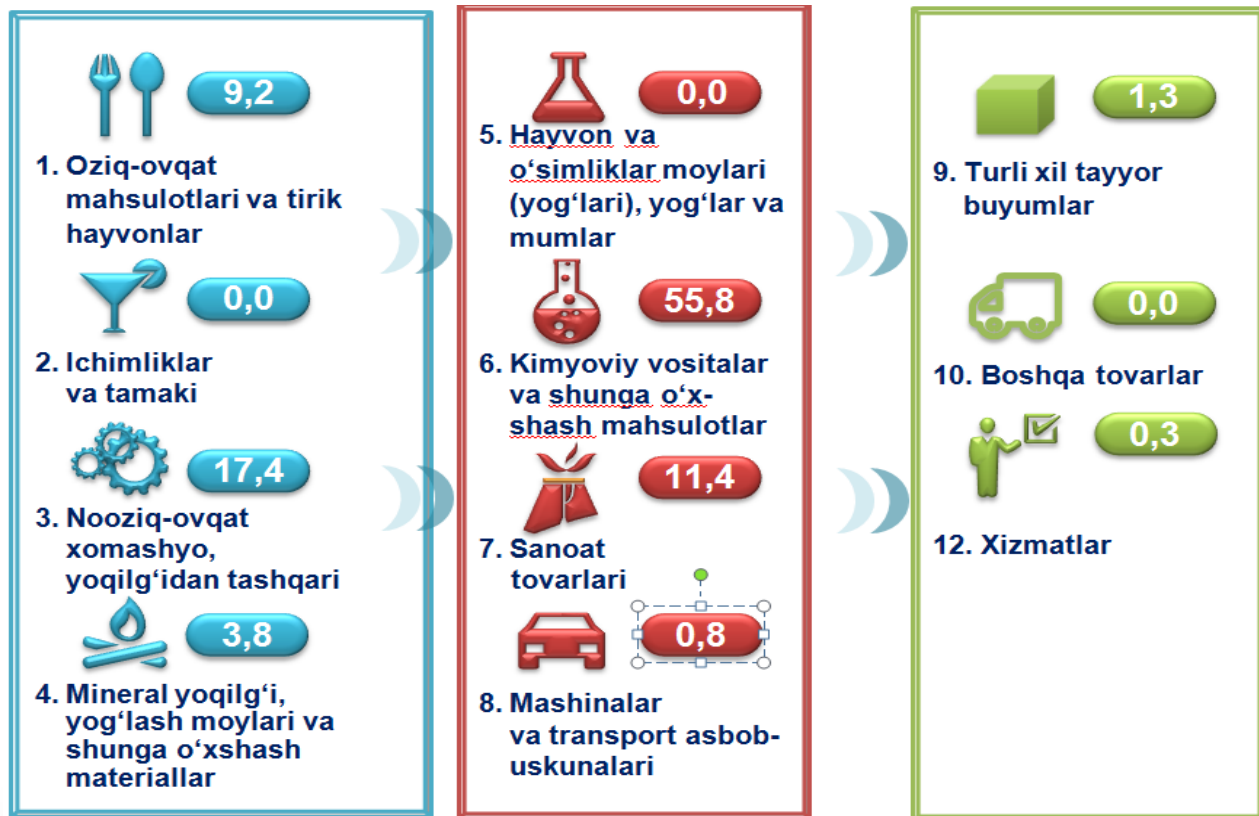 9,2
1. Oziq-ovqat
mahsulotlari va tirik
hayvonlar
0,0
2. Ichimliklar
va tamaki
17,4
3. Nooziq-ovqat
xomashyo,
yoqilg‘idan tashqari
3,8
4. Mineral yoqilg‘i,
yog‘lash moylari va
shunga o‘xshash
materiallar
0,0
5. Hayvon va
o‘simliklar moylari
(yog‘lari), yog‘lar va
mumlar
55,8
6. Kimyoviy vositalar
va shunga o‘x-
shash mahsulotlar
11,4
7. Sanoat
tovarlari
0,8
8. Mashinalar
va transport asbob-
uskunalari
1,3
9. Turli xil tayyor
buyumlar
0,0
10. Boshqa tovarlar
0,3
12. Xizmatlar